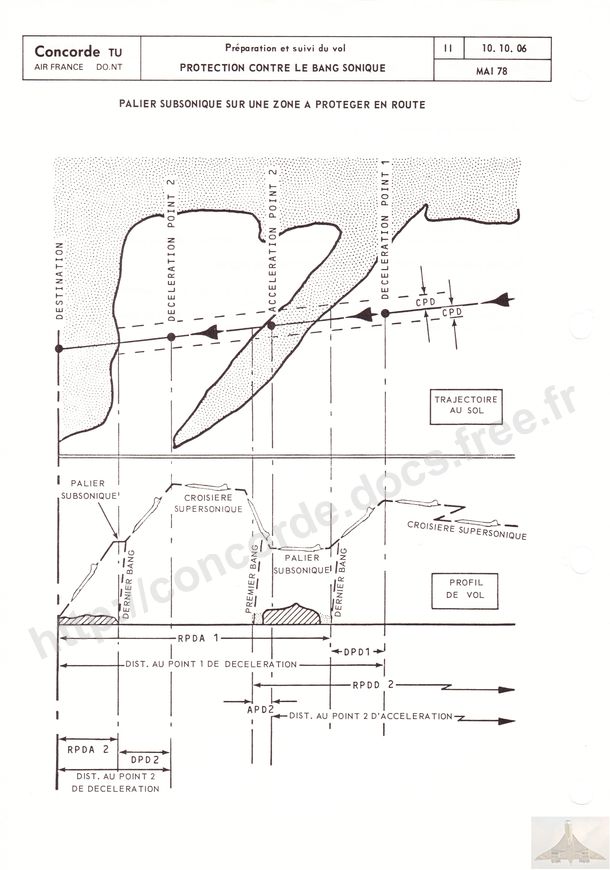 Concorde TU
AIR FRANCE DO.NT
Préparation et suivi du vol
PROTECTION CONTRE LE BANG SONIQUE
II
10. 10. 06
MAI 78
PALIER SUBSONIQUE SUR UNE ZONE A PROTEGER EN ROUTE
DESTINATION
DECELERATION POINT 2
ACCELERATION POINT 2
DECELERATION POINT 1
CPD
CPD
TRAJECTOIRE
AU SOL
PALIER
SUBSONIQUE
CROISIERE
SUPERSONIQUE
CROISIERE SUPERSONIQUE
DERNIER BANG
PREMIER BANG
PALIER
SUBSONIQUE
DERNIER BANG
PROFIL
DE VOL
RPDA 1
DPD1
DIST. AU POINT 1 DE DECELERATION
RPDD 2
APD2
DIST. AU POINT 2 D'ACCELERATION
RPDA 2
DPD2
DIST. AU POINT 2
DE DECELERATION
http://concorde.docs.free.fr